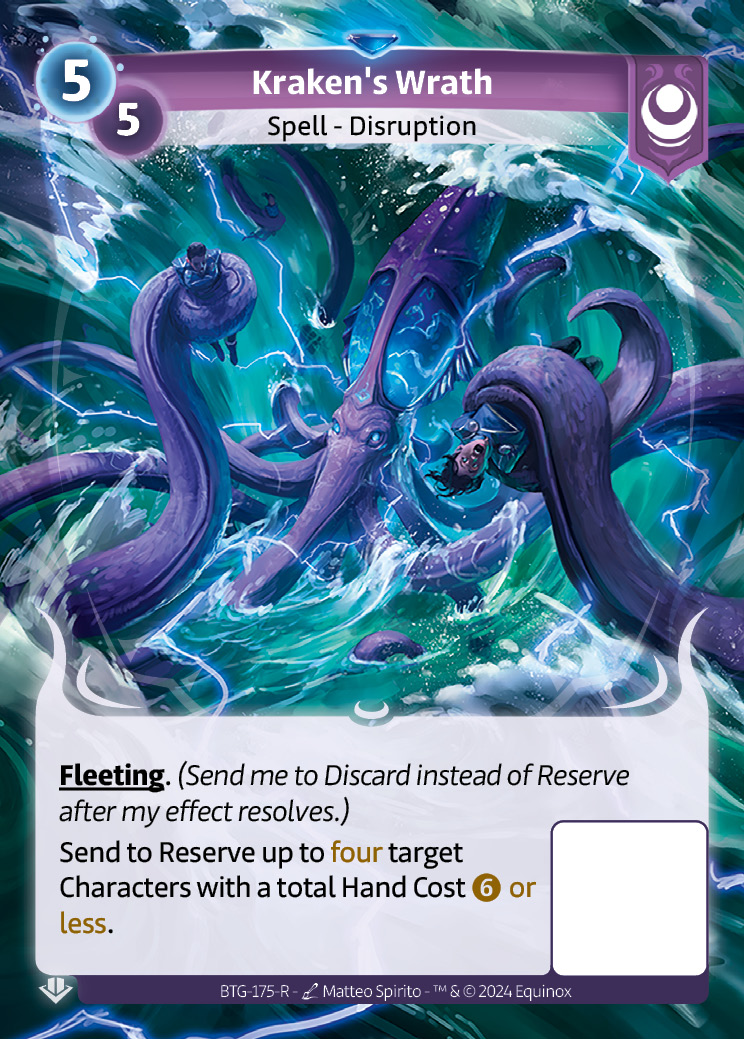 5
5
Kraken's Wrath
Spell - Disruption
Fleeting. (Send me to Discard instead of Reserve
after my effect resolves.)
Send to Reserve up to four target
Characters with a total Hand Cost 6 or
less.
BTG-175-R - Matteo Spirito - ™ & © 2024 Equinox